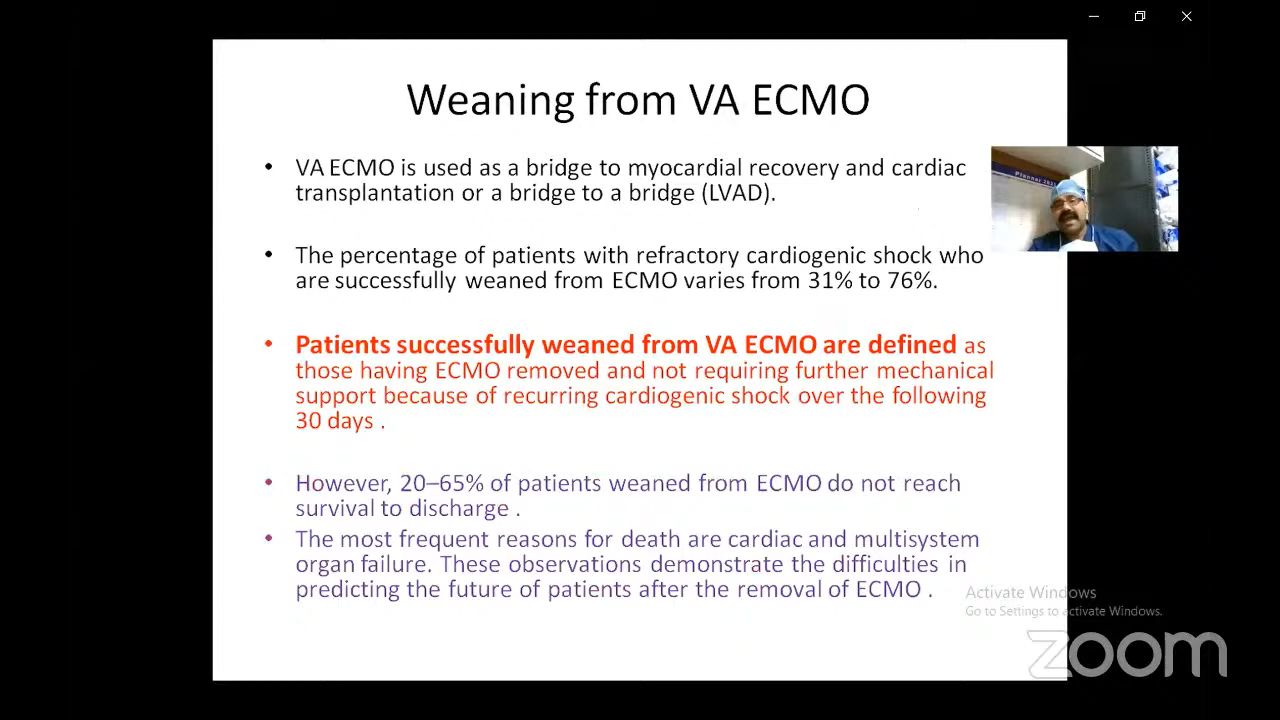 Weaning from VA ECMO
• VA ECMO is used as a bridge to myocardial recovery and cardiac
transplantation or a bridge to a bridge (LVAD).
• The percentage of patients with refractory cardiogenic shock who
are successfully weaned from ECMO varies from 31% to 76%.
• Patients successfully weaned from VA ECMO are defined as
those having ECMO removed and not requiring further mechanical
support because of recurring cardiogenic shock over the following
30 days .
• However, 20–65% of patients weaned from ECMO do not reach
survival to discharge .
• The most frequent reasons for death are cardiac and multisystem
organ failure. These observations demonstrate the difficulties in
predicting the future of patients after the removal of ECMO .
Planner
Activate Windows
Go to Settings to activate Windows.
zoom